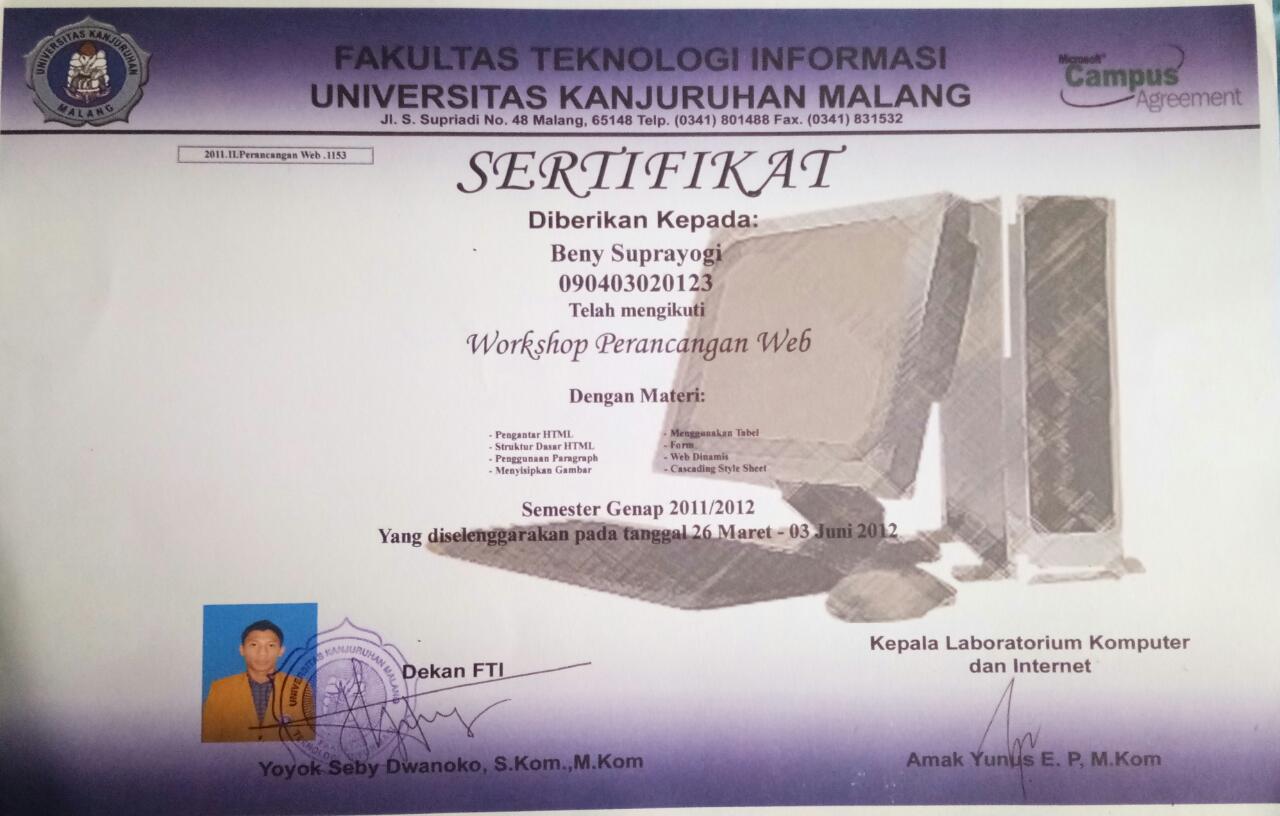 UNIVERSITAS KANJURUHAN
MALANG
FAKULTAS TEKNOLOGI INFORMASI
UNIVERSITAS KANJURUHAN MALANG
Jl. S. Supriadi No. 48 Malang, 65148 Telp. (0341) 801488 Fax. (0341) 831532
Microsoft
Campus
Agreement
2011.II.Perancangan Web .1153
SERTIFIKAT
Diberikan Kepada:
Beny Suprayogi
090403020123
Telah mengikuti
Workshop Perancangan Web
Dengan Materi:
- Pengantar HTML
- Struktur Dasar HTML
- Penggunaan Paragraph
- Menyisipkan Gambar
- Menggunakan Tabel
- Form
- Web Dinamis
- Cascading Style Sheet
Semester Genap 2011/2012
Yang diselenggarakan pada tanggal 26 Maret - 03 Juni 2012
UNIVERSITAS KANJURUHAN MALANG
Dekan FTI
Yoyok Seby Dwanoko, S.Kom.,M.Kom
Kepala Laboratorium Komputer
dan Internet
Amak Yunus E. P, M.Kom